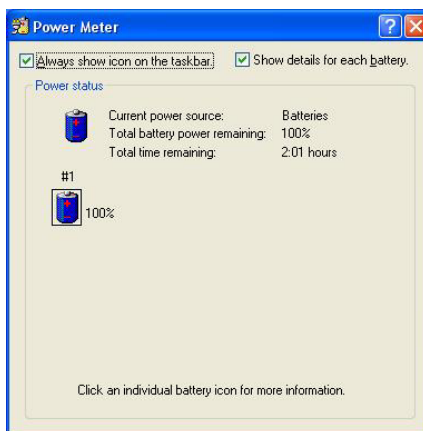 Power Meter
Always show icon on the taskbar.
Show details for each battery.
Power status
Current power source: Batteries
Total battery power remaining: 100%
Total time remaining: 2:01 hours
#1
100%
Click an individual battery icon for more information.